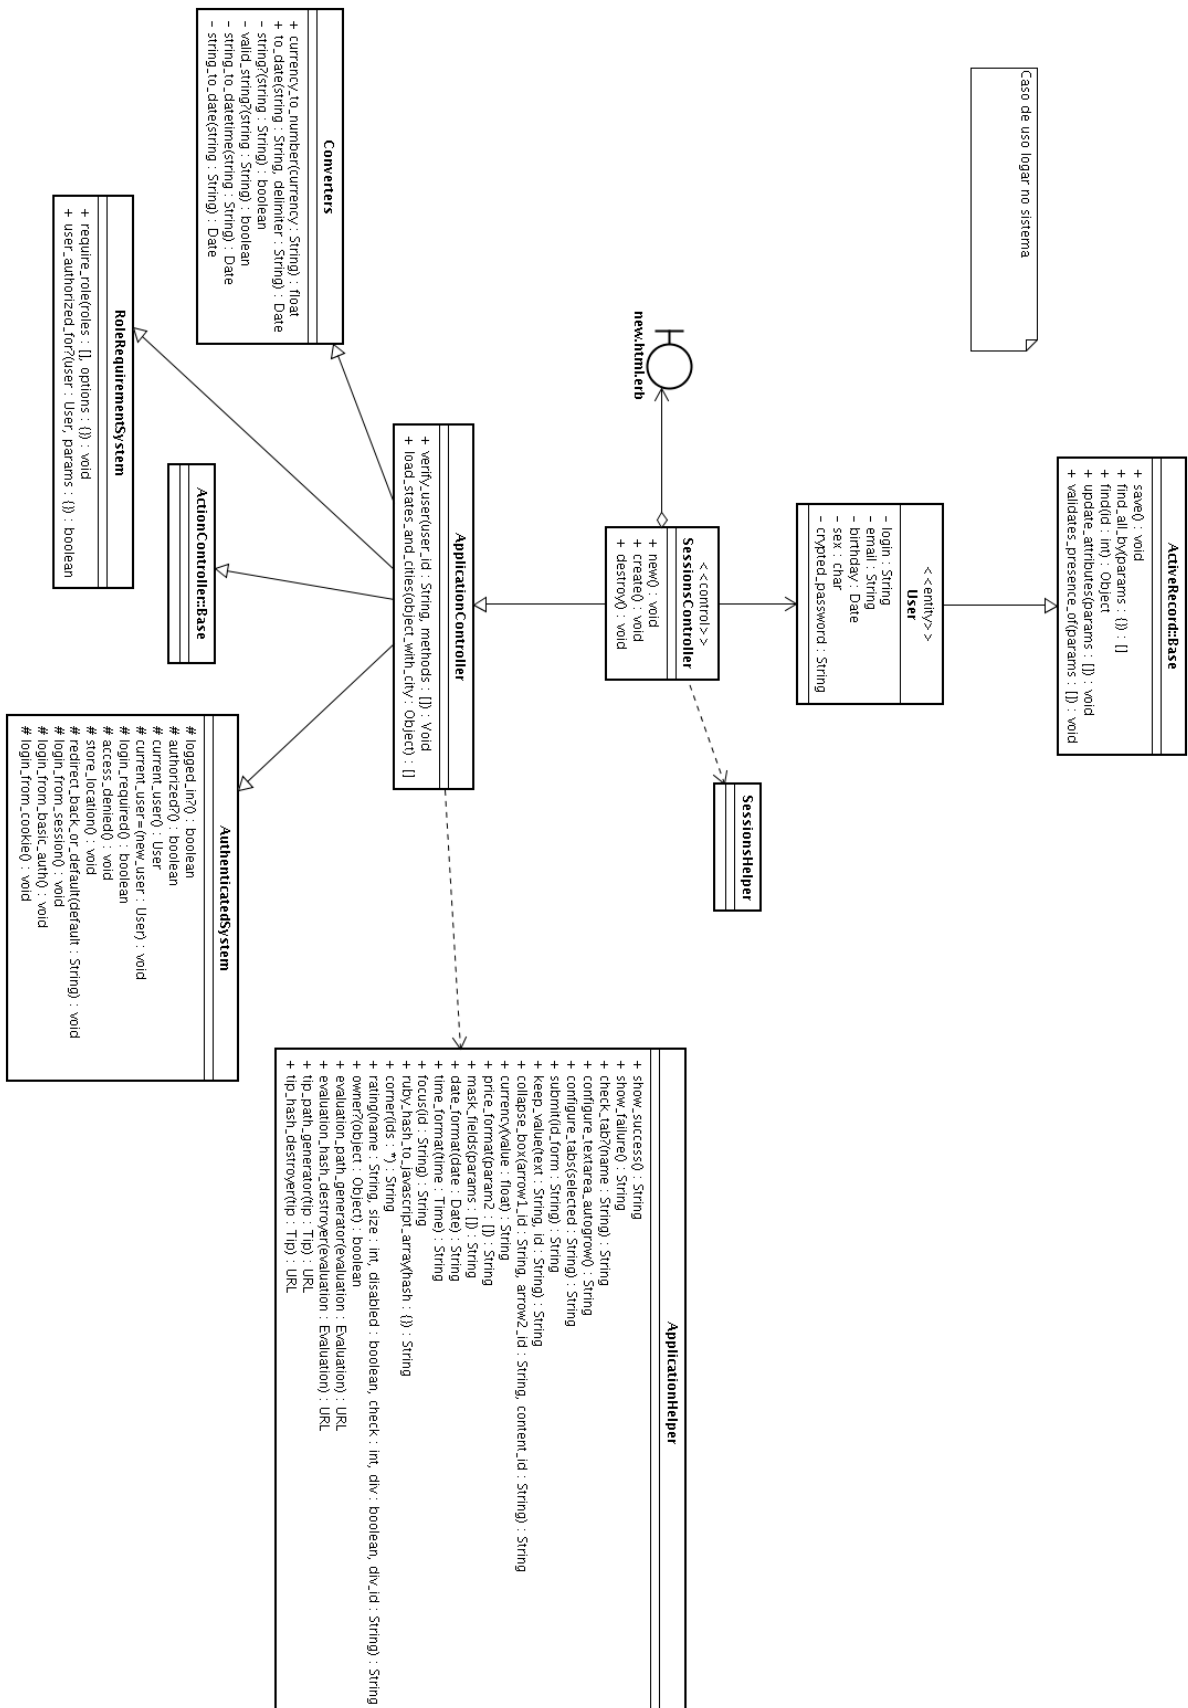 Caso de uso logar no sistema
ActiveRecord::Base
+ save() : void
+ find_all_by(params : {}) : []
+ find(id : int) : Object
+ update_attributes(params : []) : void
+ validates_presence_of(params : []) : void
<<entity>>
User
- login : String
- email : String
- birthday : Date
- sex : char
- crypted_password : String
new.html.erb
<<control>>
SessionsController
+ new() : void
+ create() : void
+ destroy() : void
SessionsHelper
ApplicationController
+ verify_user(user_id : String, methods : []) : Void
+ load_states_and_cities(object_with_city : Object) : []
ApplicationHelper
+ show_success() : String
+ show_failure() : String
+ check_tab?(name : String) : String
+ configure_textarea_autogrow() : String
+ configure_tabs(selected : String) : String
+ submit(id_form : String) : String
+ keep_value(text : String, id : String) : String
+ collapse_box(arrow1_id : String, arrow2_id : String, content_id : String) : String
+ currency(value : float) : String
+ price_format(param2 : []) : String
+ mask_fields(params : []) : String
+ date_format(date : Date) : String
+ time_format(time : Time) : String
+ focus(id : String) : String
+ ruby_hash_to_javascript_array(hash : {}) : String
+ corner(ids : *) : String
+ rating(name : String, size : int, disabled : boolean, check : int, div : boolean, div_id : String) : String
+ owner?(object : Object) : boolean
+ evaluation_path_generator(evaluation : Evaluation) : URL
+ evaluation_hash_destroyer(evaluation : Evaluation) : URL
+ tip_path_generator(tip : Tip) : URL
+ tip_hash_destroyer(tip : Tip) : URL
Converters
+ currency_to_number(currency : String) : float
+ to_date(string : String, delimiter : String) : Date
- string?(string : String) : boolean
- valid_string?(string : String) : boolean
- string_to_datetime(string : String) : Date
- string_to_date(string : String) : Date
RoleRequirementSystem
+ require_role(roles : [], options : {}) : void
+ user_authorized_for?(user : User, params : {}) : boolean
ActionController::Base
AuthenticatedSystem
# logged_in?() : boolean
# authorized?() : boolean
# current_user() : User
# current_user=(new_user : User) : void
# login_required() : boolean
# access_denied() : void
# store_location() : void
# redirect_back_or_default(default : String) : void
# login_from_session() : void
# login_from_basic_auth() : void
# login_from_cookie() : void